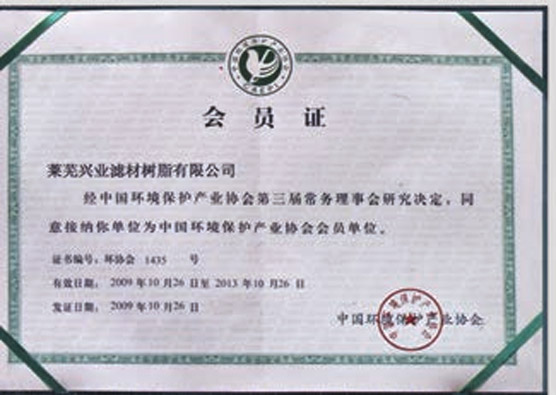 会员证
莱芜兴业滤材树脂有限公司
经中国环境保护产业协会第三届常务理事会研究决定,同
意接纳你单位为中国环境保护产业协会会员单位。
证书编号:环协会 1435 号
有效日期:2009 年 10 月 26 日至 2013 年 10 月 26 日
发证日期:2009 年 10 月 26 日
中国环境保护产业协会